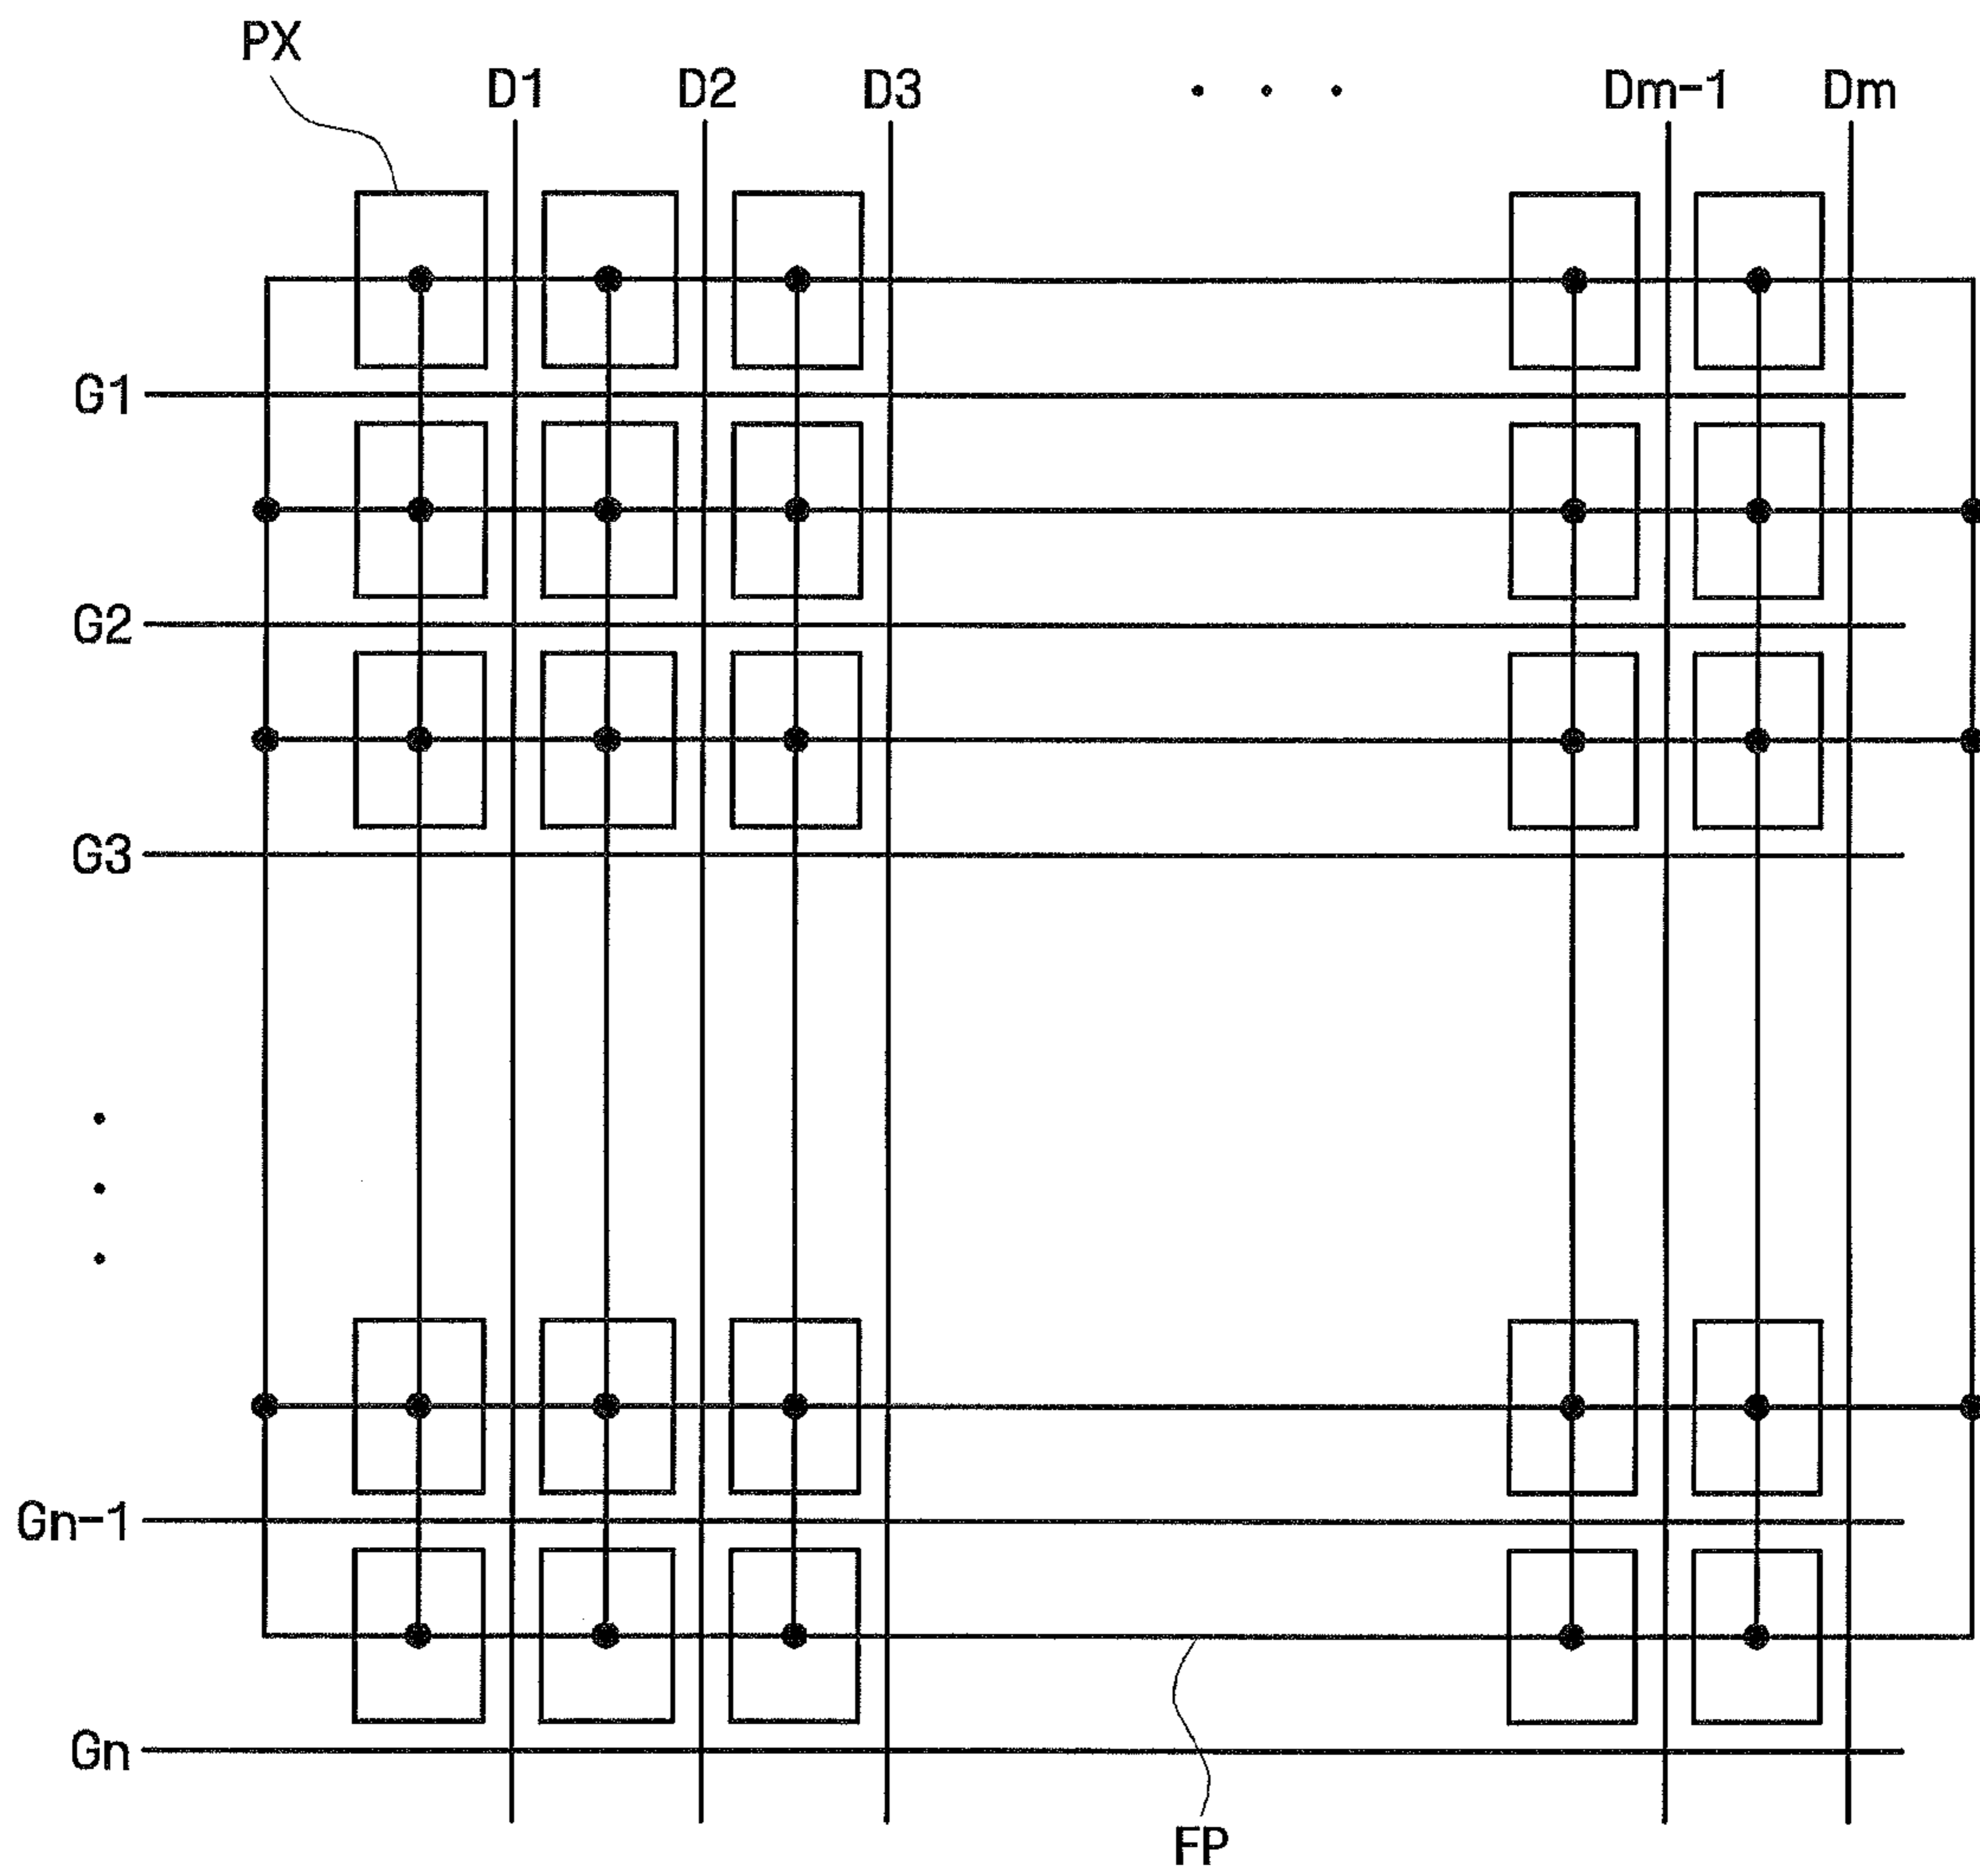 PX
D1 D2 D3 . . . Dm-1 Dm
G1
G2
G3
.
.
.
Gn-1
Gn
FP